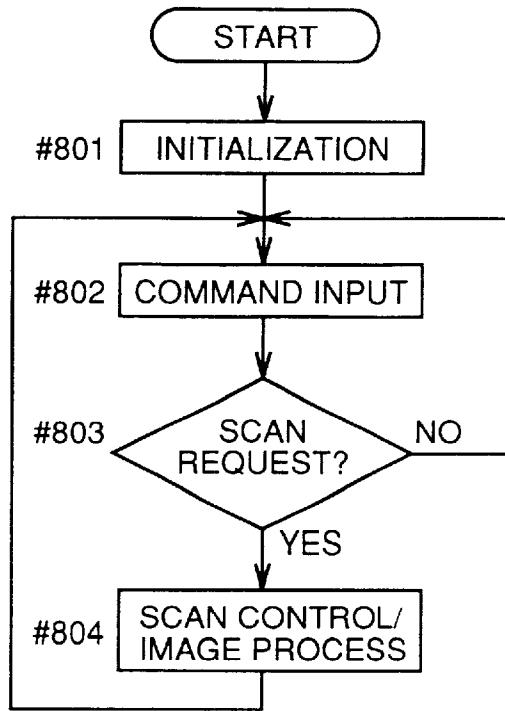 START
#801 INITIALIZATION
#802 COMMAND INPUT
#803 SCAN
REQUEST?
NO
YES
#804 SCAN CONTROL/
IMAGE PROCESS